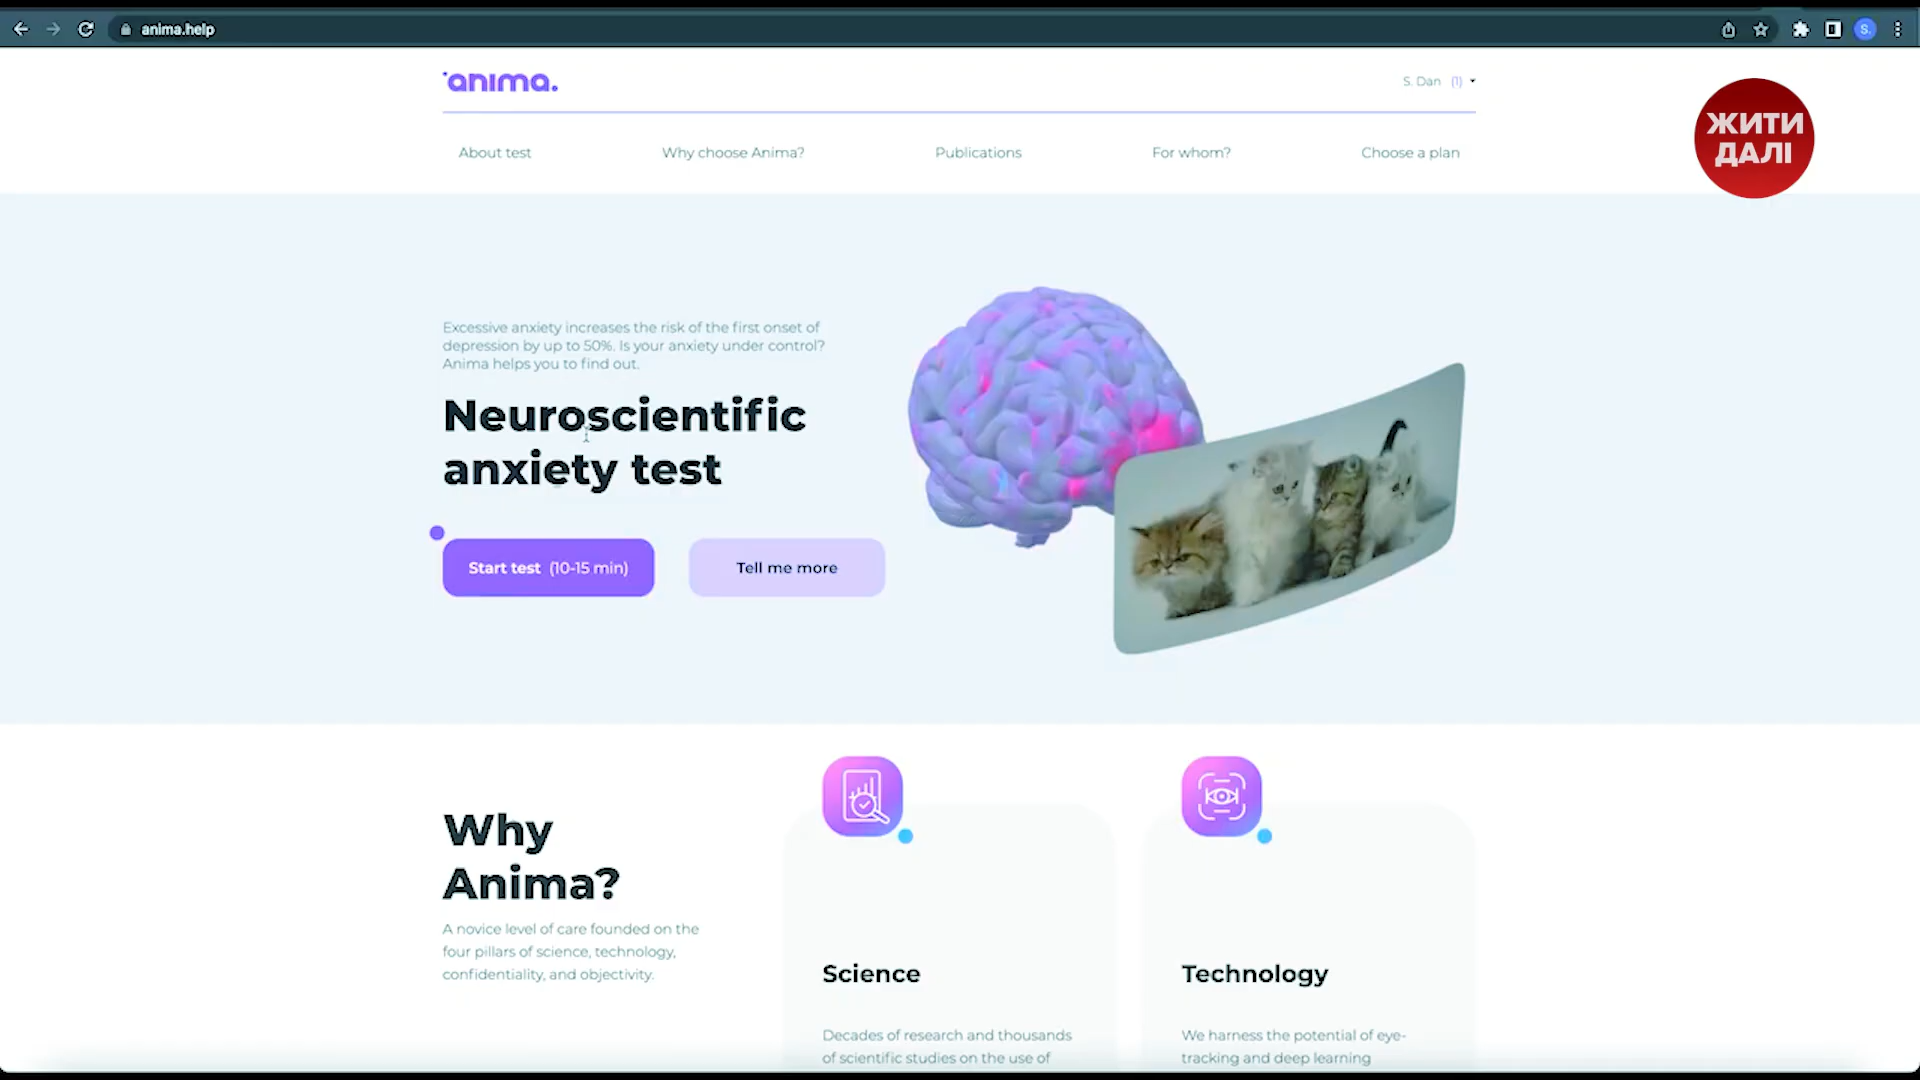 anima.help
S.
anima.
S. Dan (1)
ЖИТИ
ДАЛІ
About test
Why choose Anima?
Publications
For whom?
Choose a plan
Excessive anxiety increases the risk of the first onset of
depression by up to 50%. Is your anxiety under control?
Anima helps you to find out.
Neuroscientific
anxiety test
Start test (10-15 min)
Tell me more
Why
Anima?
A novice level of care founded on the
four pillars of science, technology,
confidentiality, and objectivity.
Science
Decades of research and thousands
of scientific studies on the use of
Technology
We harness the potential of eye-
tracking and deep learning